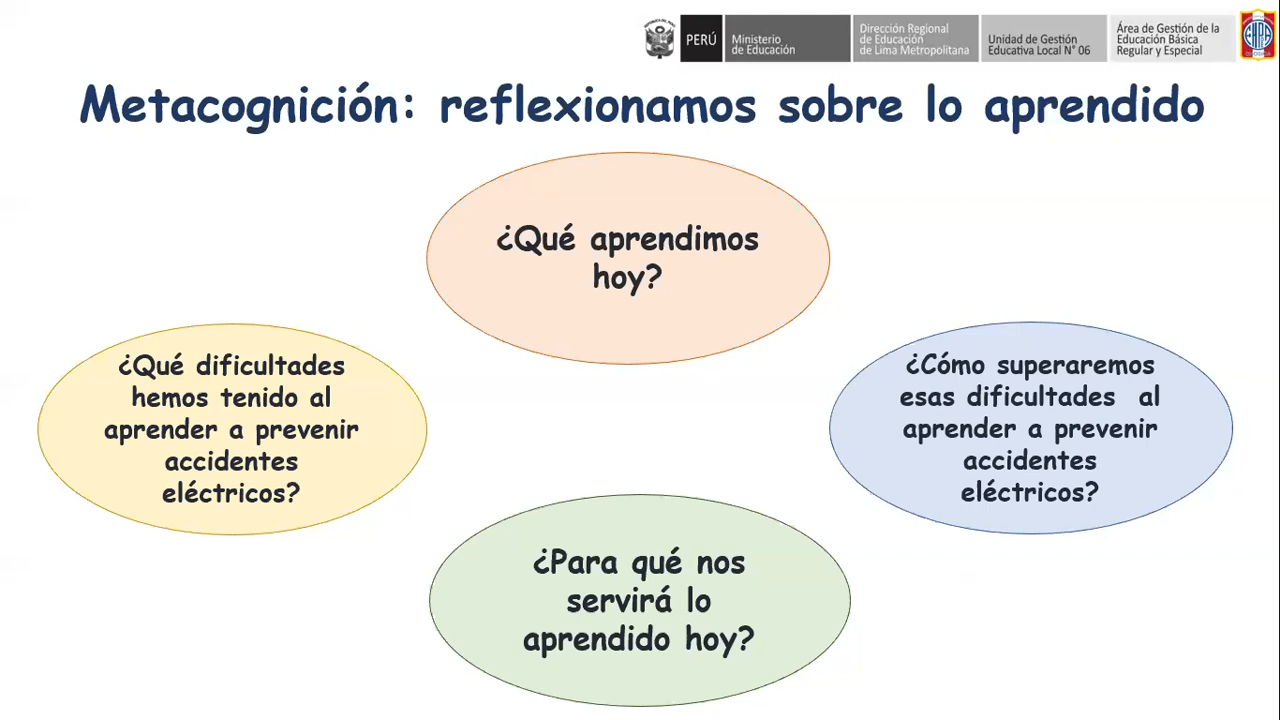 PERÚ
Ministerio
de Educación
Dirección Regional
de Educación
de Lima Metropolitana
Unidad de Gestión
Educativa Local N° 06
Área de Gestión de la
Educación Básica
Regular y Especial
Metacognición: reflexionamos sobre lo aprendido
¿Qué aprendimos
hoy?
¿Qué dificultades
hemos tenido al
aprender a prevenir
accidentes
eléctricos?
¿Cómo superaremos
esas dificultades al
aprender a prevenir
accidentes
eléctricos?
¿Para qué nos
servirá lo
aprendido hoy?